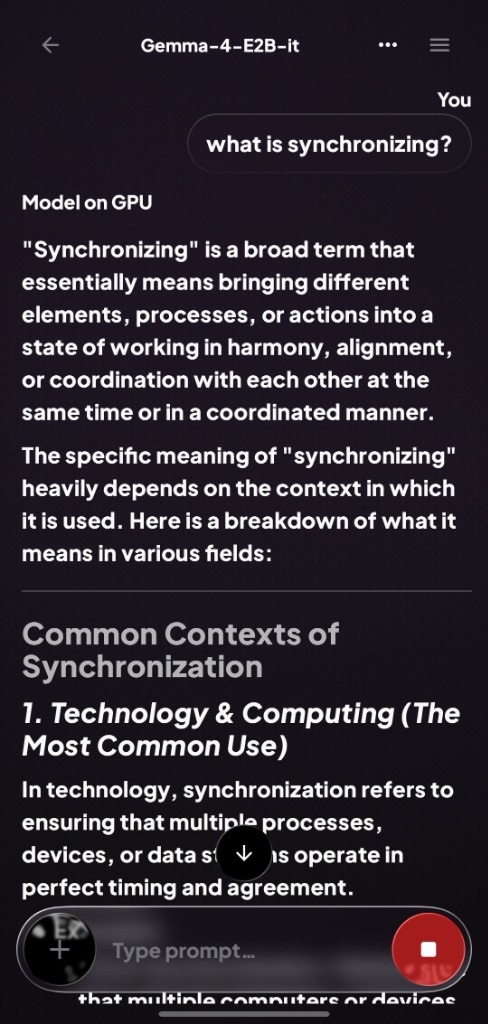 Gemma-4-E2B-it
You
what is synchronizing?
Model on GPU
"Synchronizing" is a broad term that
essentially means bringing different
elements, processes, or actions into a
state of working in harmony, alignment,
or coordination with each other at the
same time or in a coordinated manner.
The specific meaning of "synchronizing"
heavily depends on the context in which
it is used. Here is a breakdown of what it
means in various fields:
Common Contexts of
Synchronization
1. Technology & Computing (The
Most Common Use)
In technology, synchronization refers to
ensuring that multiple processes,
devices, or data operate in
perfect timing and agreement.
Type prompt...
that multiple computers or devices